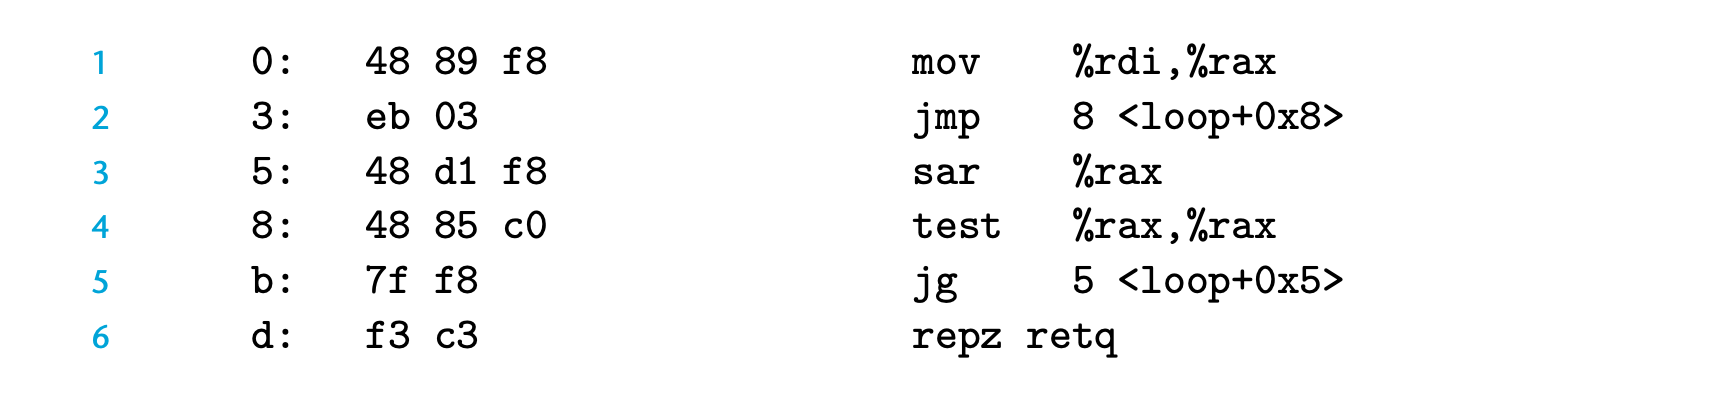 1 0: 48 89 f8 mov %rdi,%rax
2 3: eb 03 jmp 8 <loop+0x8>
3 5: 48 d1 f8 sar %rax
4 8: 48 85 c0 test %rax,%rax
5 b: 7f f8 jg 5 <loop+0x5>
6 d: f3 c3 repz retq